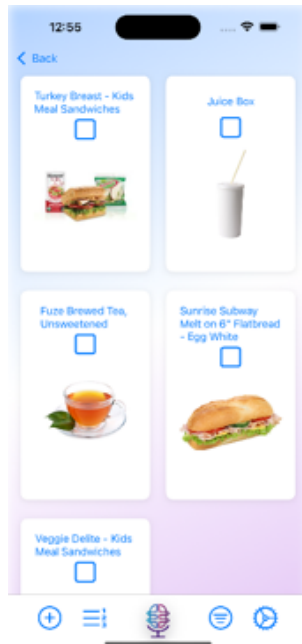 12:55
Back
Turkey Breast - Kids
Meal Sandwiches
Juice Box
Fuze Brewed Tea,
Unsweetened
Sunrise Subway
Melt on 6" Flatbread
- Egg White
Veggie Delite - Kids
Meal Sandwiches